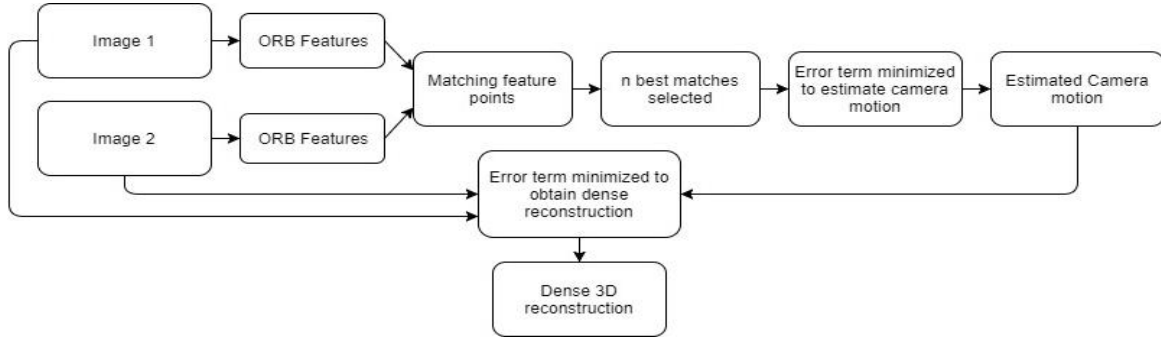 Image 1
ORB Features
Image 2
ORB Features
Matching feature
points
n best matches
selected
Error term minimized
to estimate camera
motion
Estimated Camera
motion
Error term minimized to
obtain dense
reconstruction
Dense 3D
reconstruction